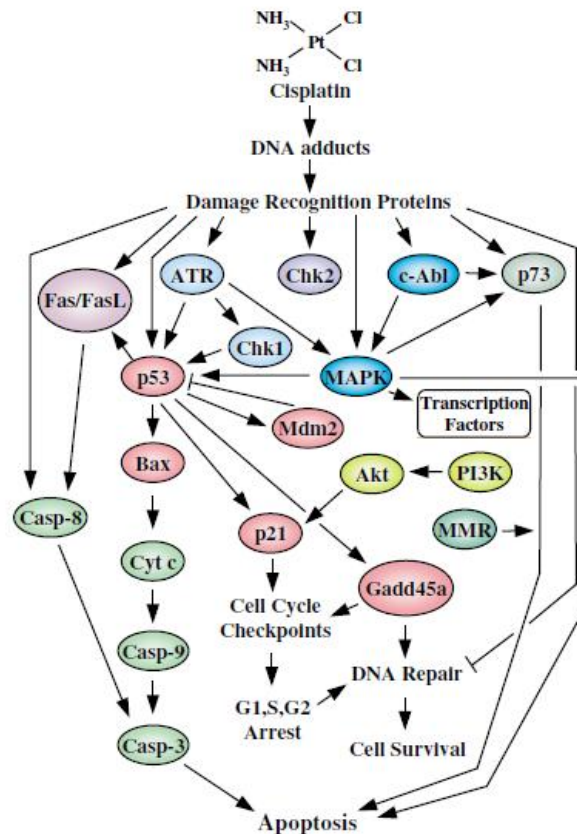 NH3 Cl
Pt
NH3 Cl
Cisplatin
DNA adducts
Damage Recognition Proteins
Fas/FasL
ATR
Chk2
c-Abl
p73
Chk1
p53
MAPK
Transcription
Factors
Mdm2
Bax
Akt
PI3K
Casp-8
p21
MMR
Cyt c
Gadd45a
Cell Cycle
Checkpoints
Casp-9
DNA Repair
G1,S,G2
Arrest
Casp-3
Cell Survival
Apoptosis